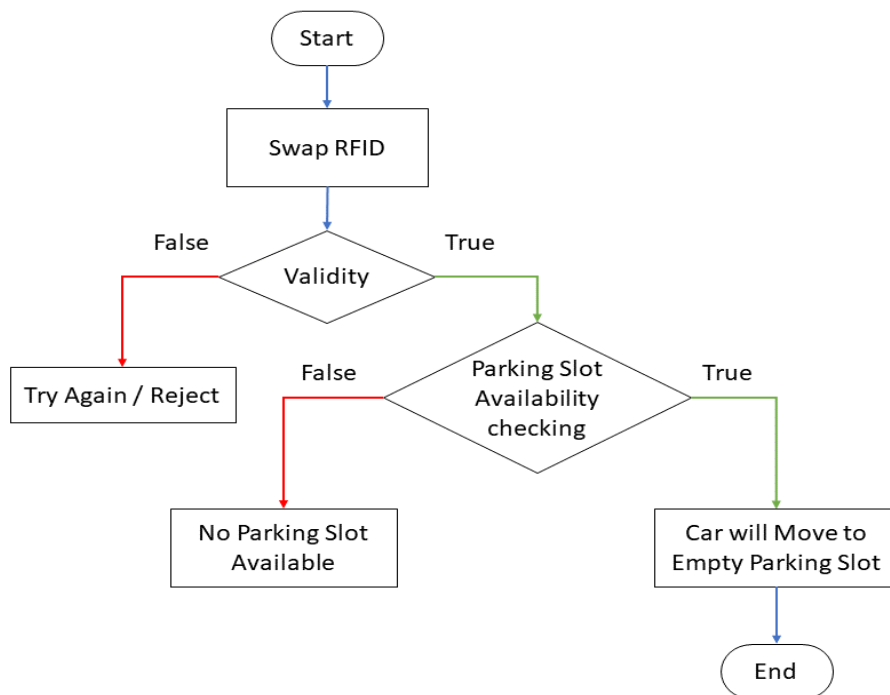 Start
Swap RFID
False
True
Validity
Try Again / Reject
False
True
Parking Slot
Availability
checking
No Parking Slot
Available
Car will Move to
Empty Parking Slot
End